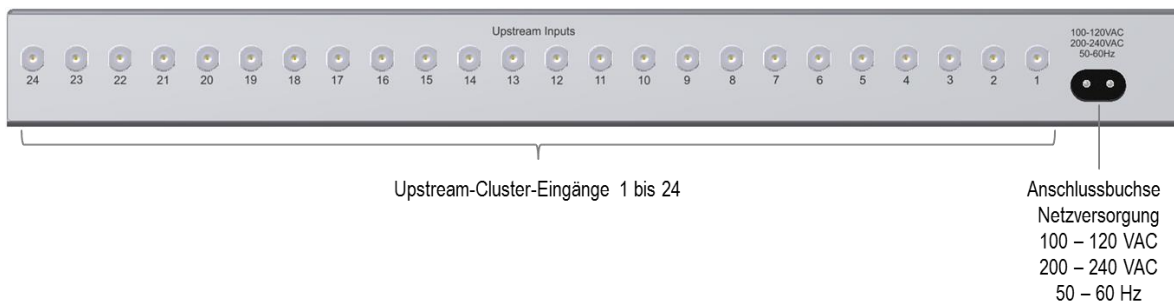 Upstream Inputs
100-120VAC
200-240VAC
50-60Hz
24 23 22 21 20 19 18 17 16 15 14 13 12 11 10 9 8 7 6 5 4 3 2 1
Upstream-Cluster-Eingänge 1 bis 24
Anschlussbuchse
Netzversorgung
100 – 120 VAC
200 – 240 VAC
50 – 60 Hz